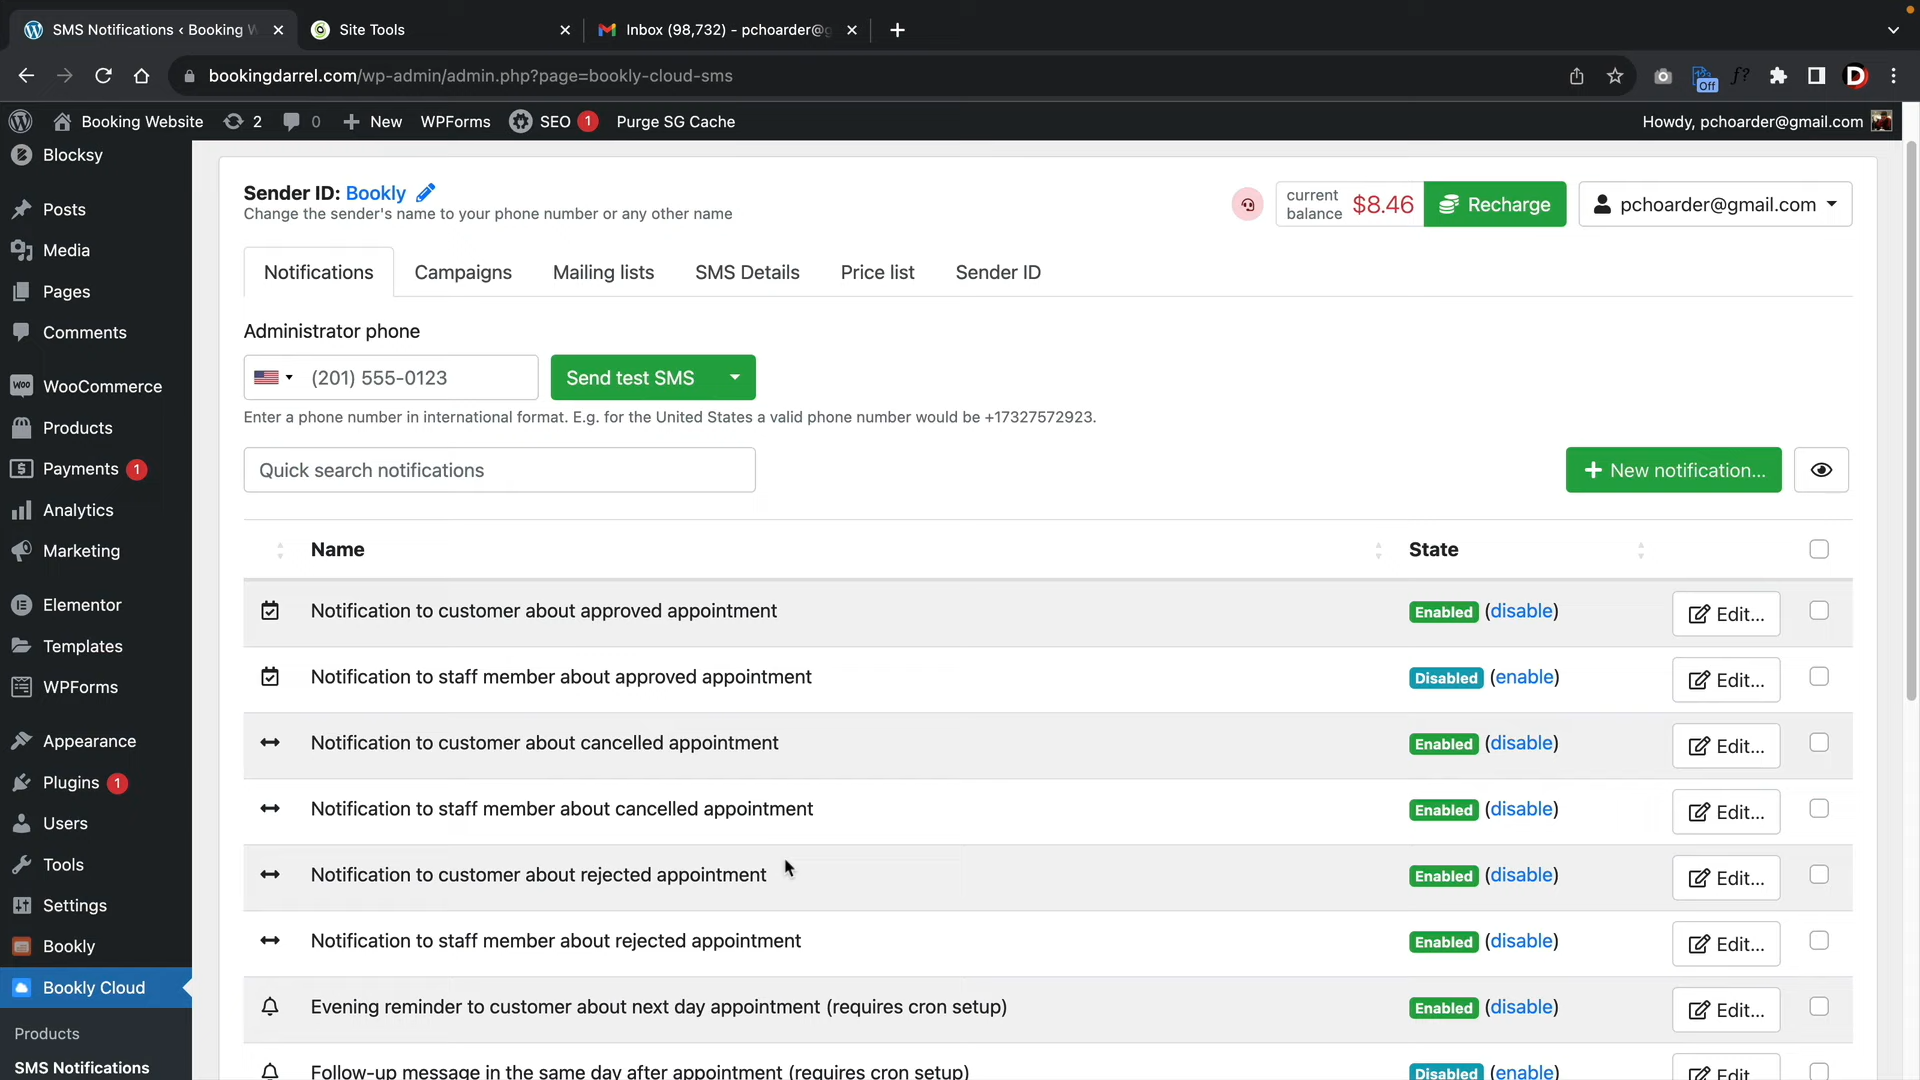 SMS Notifications ‹ Booking W
Site Tools
Inbox (98,732) - pchoarder@g
bookingdarrel.com/wp-admin/admin.php?page=bookly-cloud-sms
Off
f?
D
Booking Website
2
0
New
WPForms
SEO
1
Purge SG Cache
Howdy, pchoarder@gmail.com
Blocksy
Posts
Media
Pages
Comments
WOO WooCommerce
Products
Payments 1
Analytics
Marketing
Elementor
Templates
WPForms
Appearance
Plugins 1
Users
Tools
Settings
Bookly
Bookly Cloud
Products
SMS Notifications
Sender ID: Bookly
Change the sender's name to your phone number or any other name
current balance $8.46
Recharge
pchoarder@gmail.com
Notifications
Campaigns
Mailing lists
SMS Details
Price list
Sender ID
Administrator phone
(201) 555-0123
Send test SMS
Enter a phone number in international format. E.g. for the United States a valid phone number would be +17327572923.
Quick search notifications
New notification...
Name
State
Notification to customer about approved appointment Enabled (disable) Edit...
Notification to staff member about approved appointment Disabled (enable) Edit...
Notification to customer about cancelled appointment Enabled (disable) Edit...
Notification to staff member about cancelled appointment Enabled (disable) Edit...
Notification to customer about rejected appointment Enabled (disable) Edit...
Notification to staff member about rejected appointment Enabled (disable) Edit...
Evening reminder to customer about next day appointment (requires cron setup) Enabled (disable) Edit...
Follow-up message in the same day after appointment (requires cron setup) Disabled (enable) Edit...